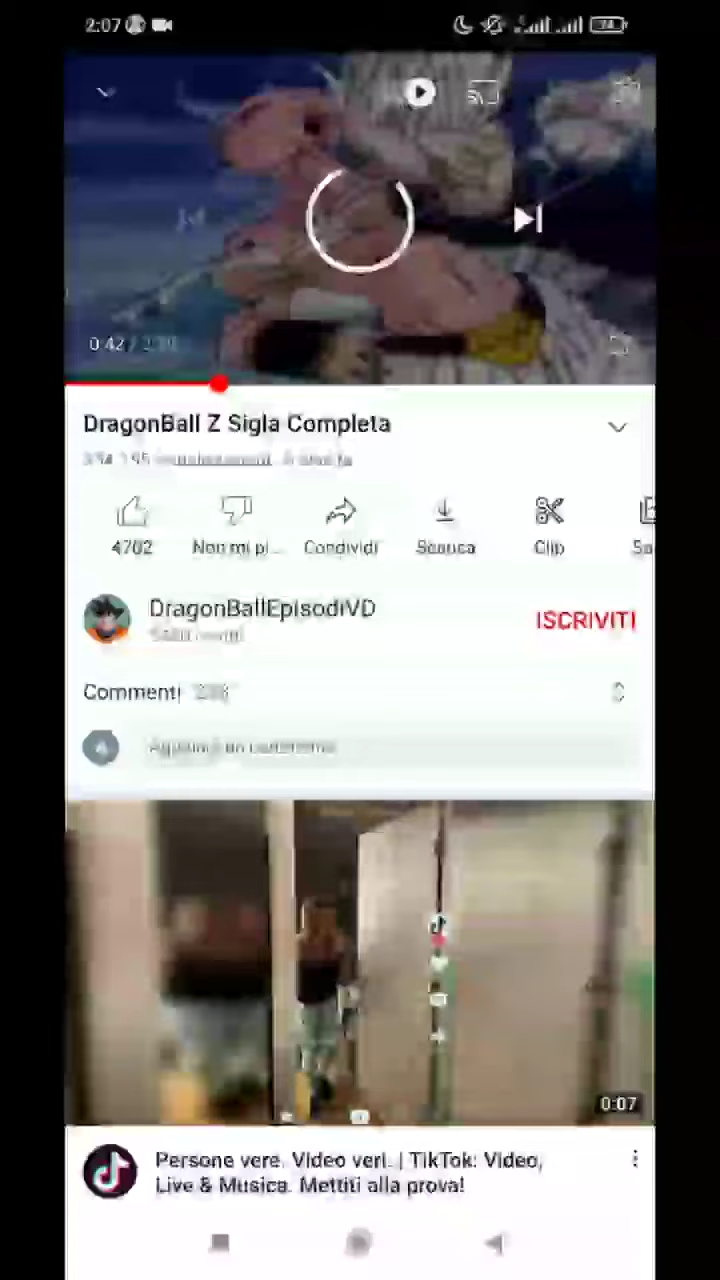 2:07
74
0:42
DragonBall Z Sigla Completa
4702
Non mi pi...
Condividi
Scarica
Clip
DragonBallEpisodiVD
ISCRIVITI
Commenti
0:07
Persone vere. Video veri. | TikTok: Video,
Live & Musica. Mettiti alla prova!